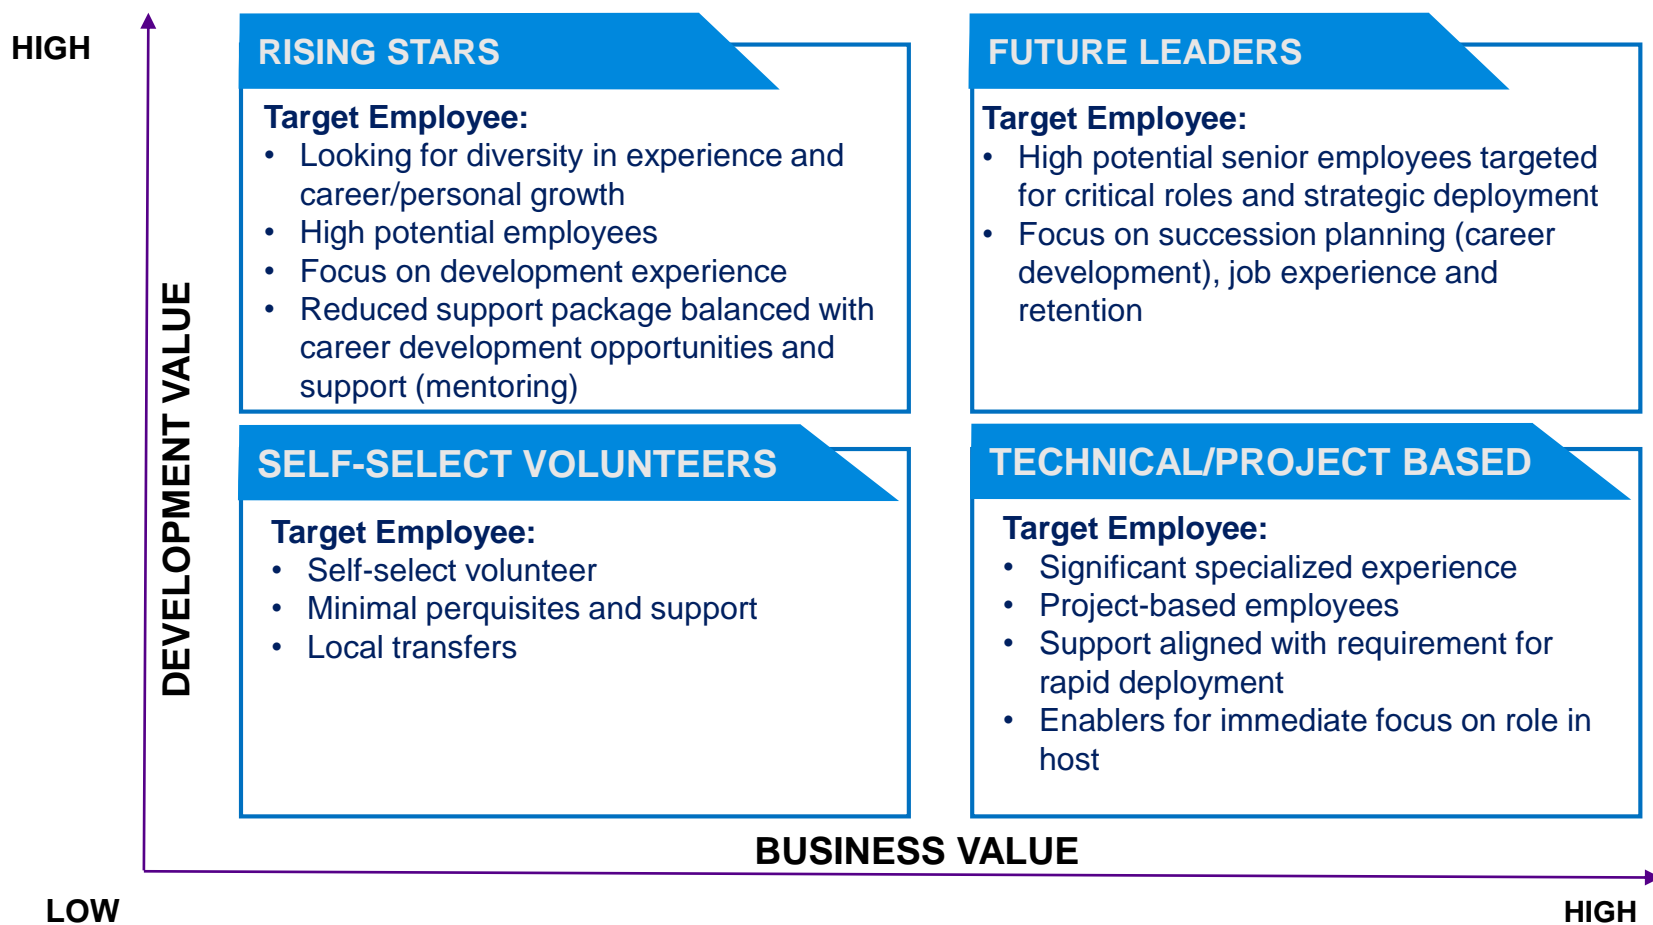 HIGH
RISING STARS
Target Employee:
• Looking for diversity in experience and
career/personal growth
• High potential employees
• Focus on development experience
• Reduced support package balanced with
career development opportunities and
support (mentoring)
FUTURE LEADERS
Target Employee:
• High potential senior employees targeted
for critical roles and strategic deployment
• Focus on succession planning (career
development), job experience and
retention
DEVELOPMENT VALUE
SELF-SELECT VOLUNTEERS
Target Employee:
• Self-select volunteer
• Minimal perquisites and support
• Local transfers
TECHNICAL/PROJECT BASED
Target Employee:
• Significant specialized experience
• Project-based employees
• Support aligned with requirement for
rapid deployment
• Enablers for immediate focus on role in
host
BUSINESS VALUE
LOW
HIGH